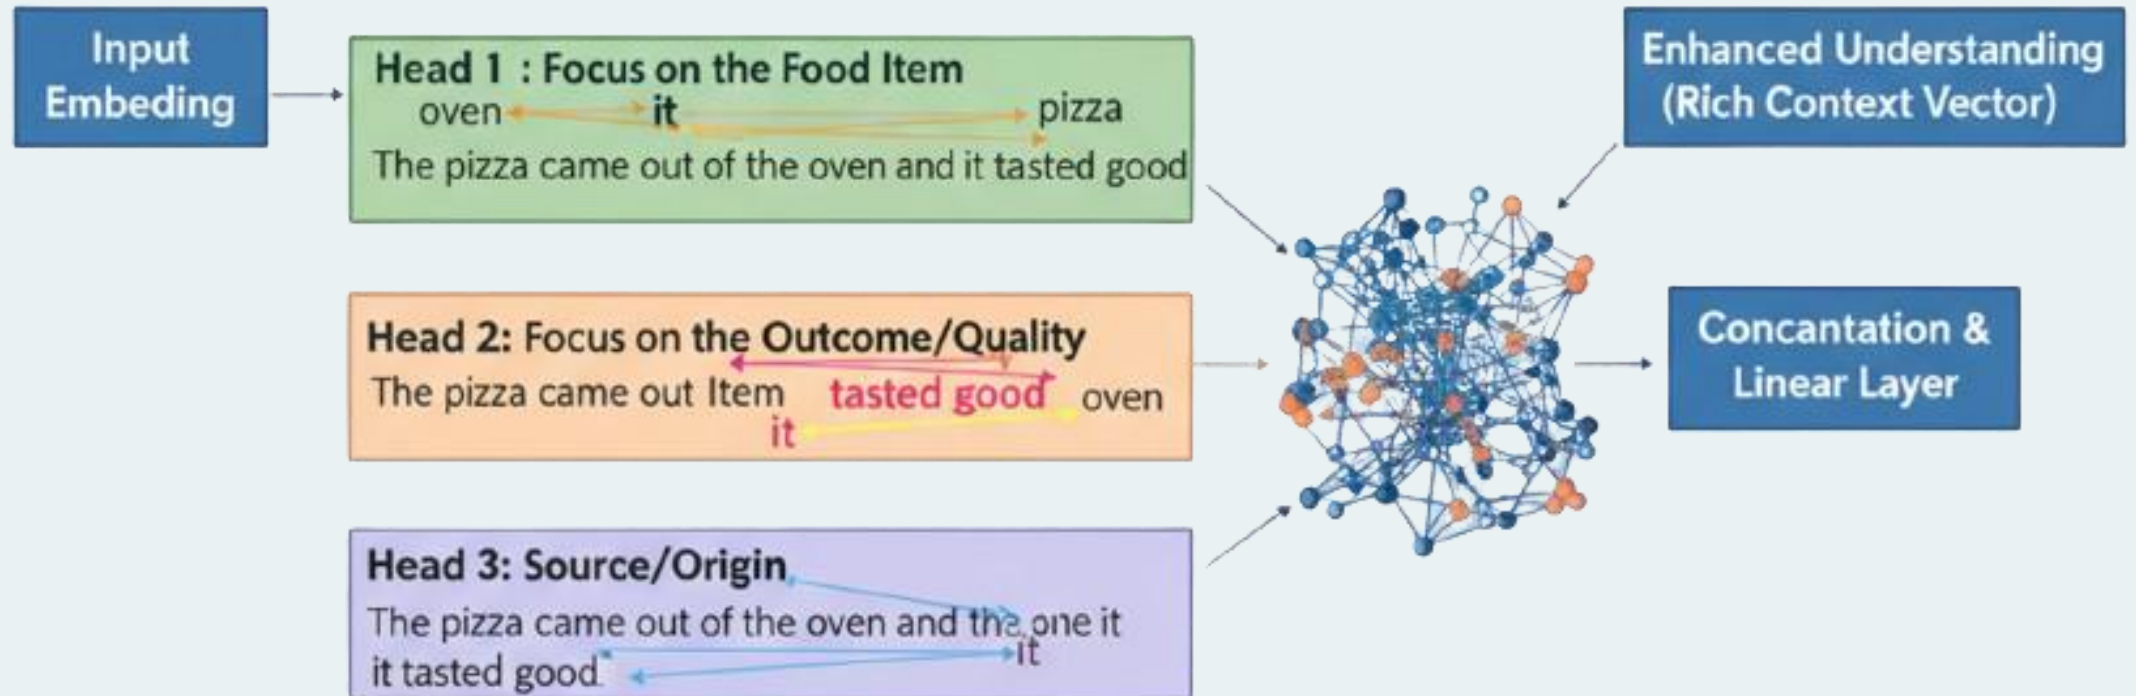 Input
Embeding
Head 1 : Focus on the Food Item
oven it pizza
The pizza came out of the oven and it tasted good
Head 2: Focus on the Outcome/Quality
The pizza came out Item tasted good oven
it
Head 3: Source/Origin
The pizza came out of the oven and the one it
it
it tasted good
Enhanced Understanding
(Rich Context Vector)
Concantation &
Linear Layer